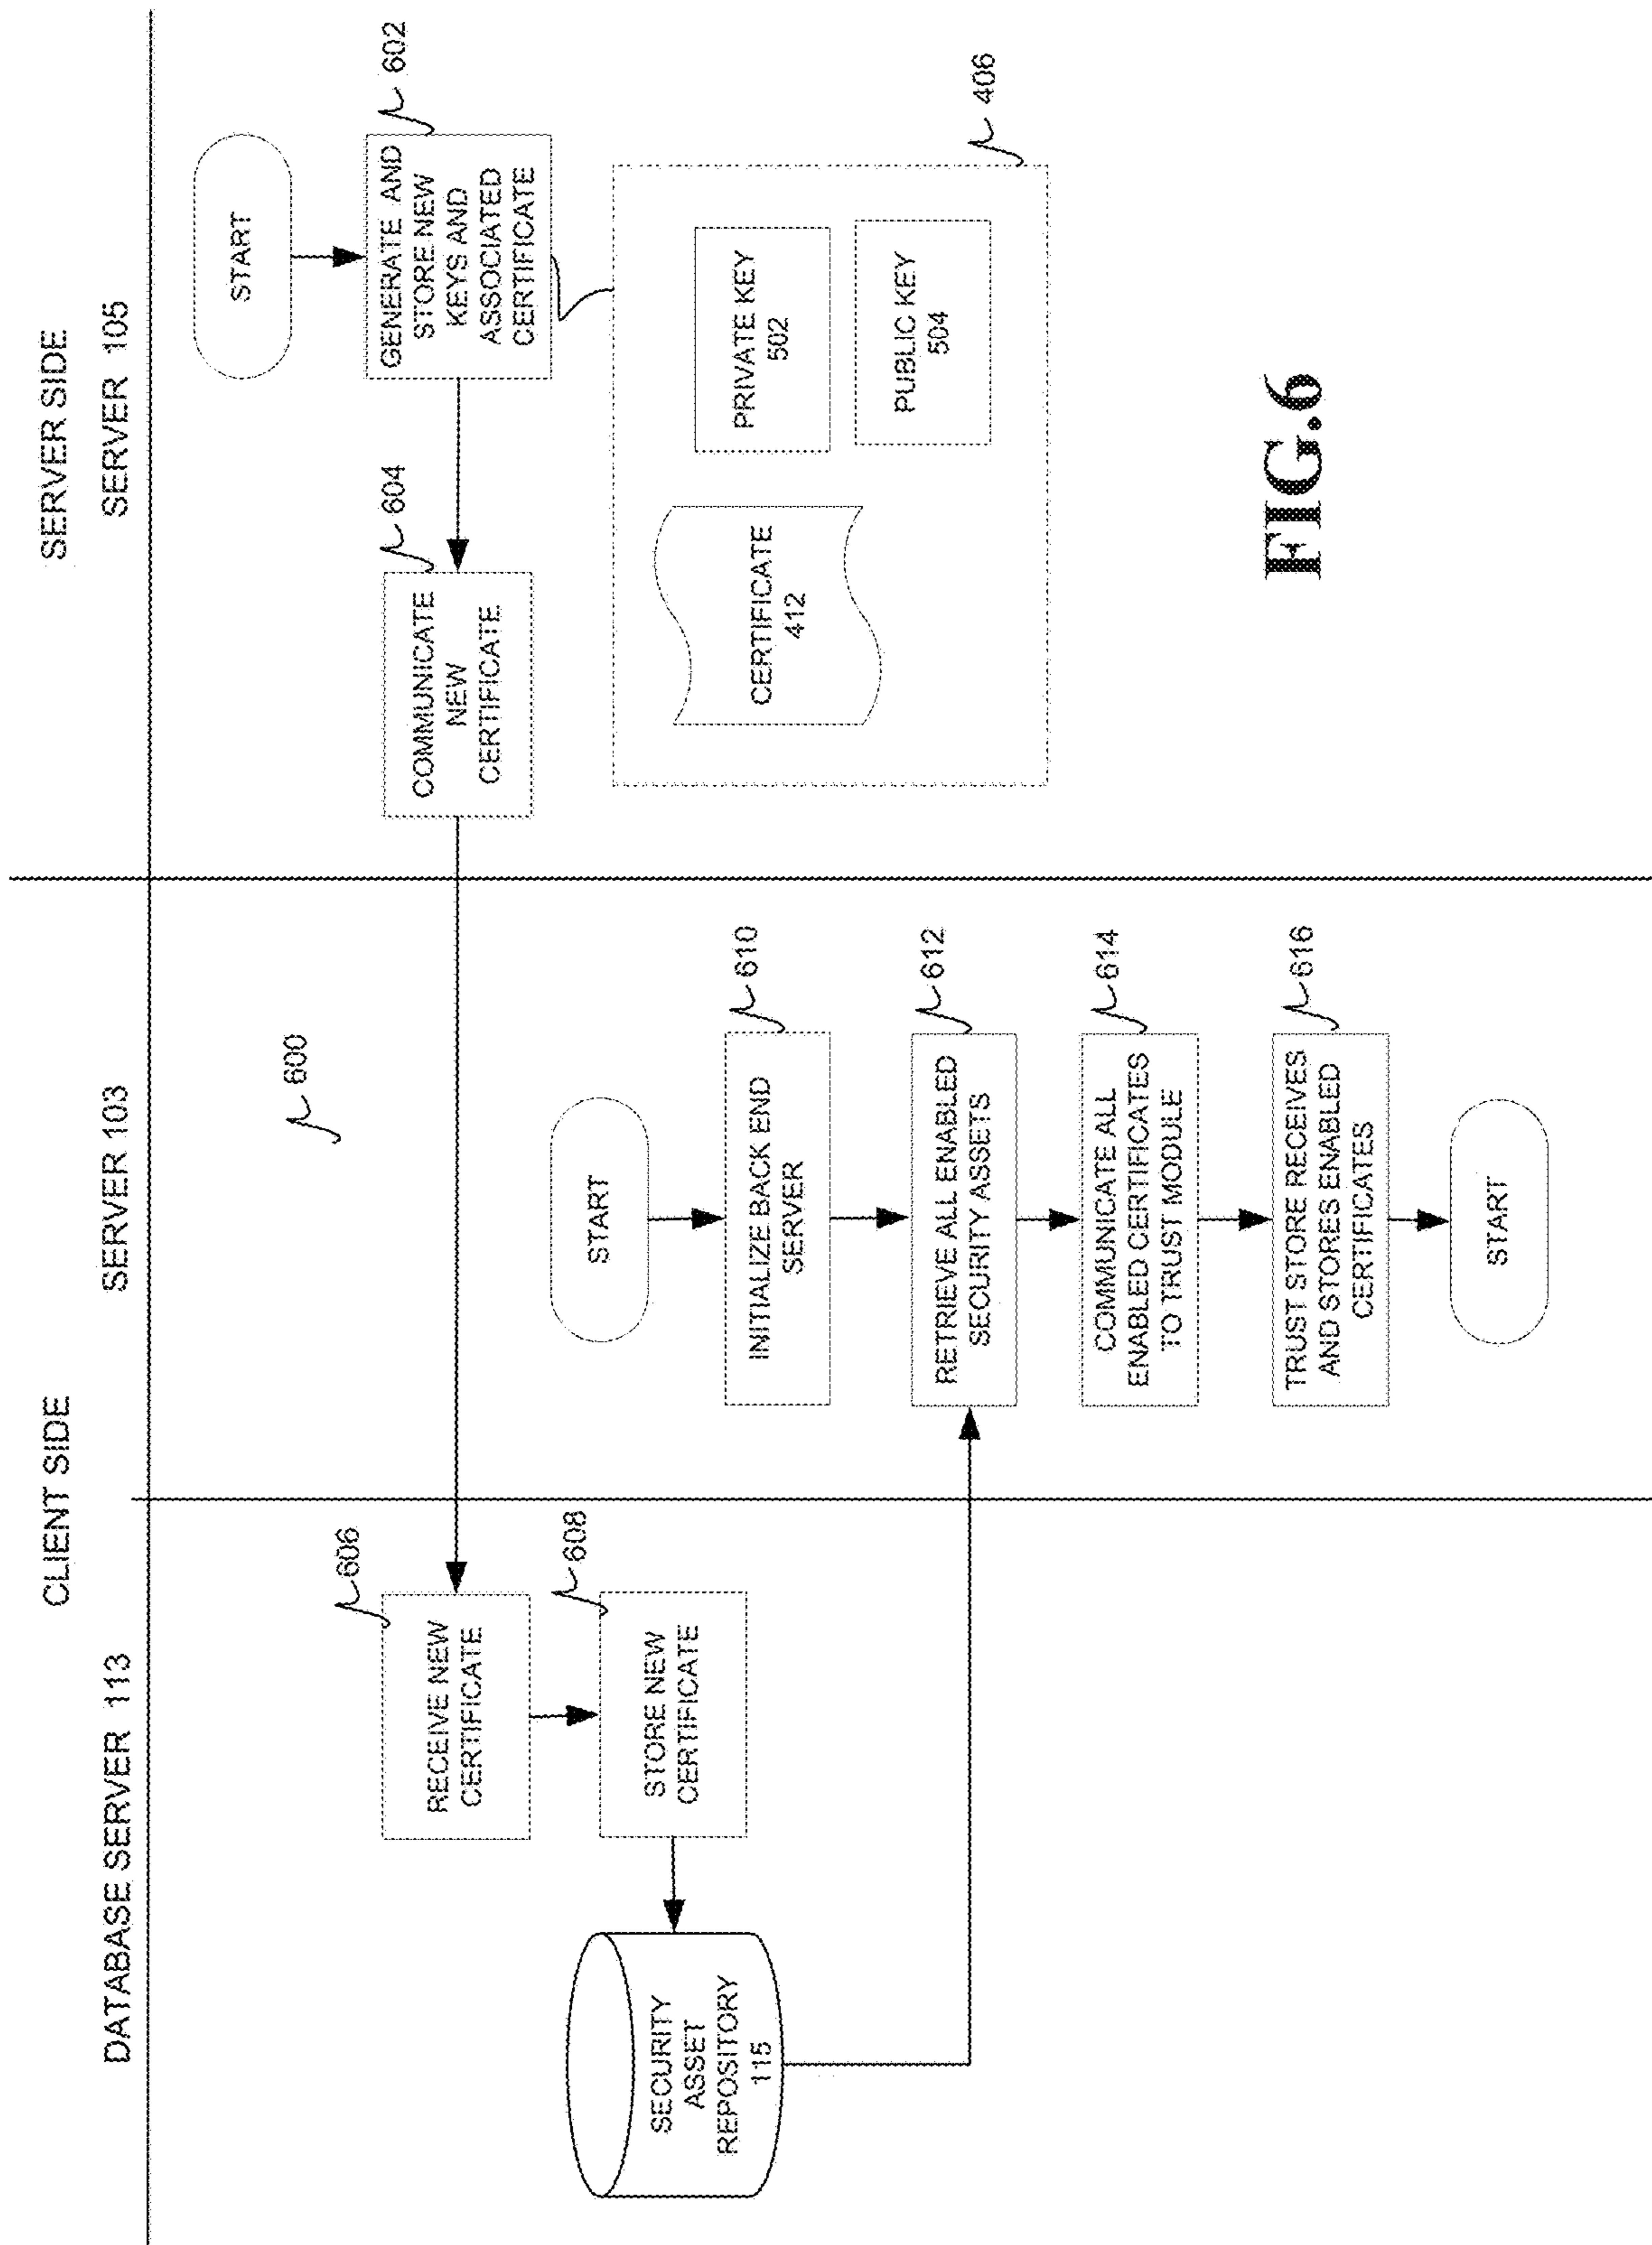 CLIENT SIDE
SERVER SIDE
DATABASE SERVER 113
SERVER 103
SERVER 105
600
RECEIVE NEW
CERTIFICATE
606
STORE NEW
CERTIFICATE
608
SECURITY
ASSET
REPOSITORY
115
START
INITIALIZE BACK END
SERVER
610
RETRIEVE ALL ENABLED
SECURITY ASSETS
612
COMMUNICATE ALL
ENABLED CERTIFICATES
TO TRUST MODULE
614
TRUST STORE RECEIVES
AND STORES ENABLED
CERTIFICATES
616
START
START
GENERATE AND
STORE NEW
KEYS AND
ASSOCIATED
CERTIFICATE
602
COMMUNICATE
NEW
CERTIFICATE
604
406
CERTIFICATE
412
PRIVATE KEY
502
PUBLIC KEY
504
FIG.6